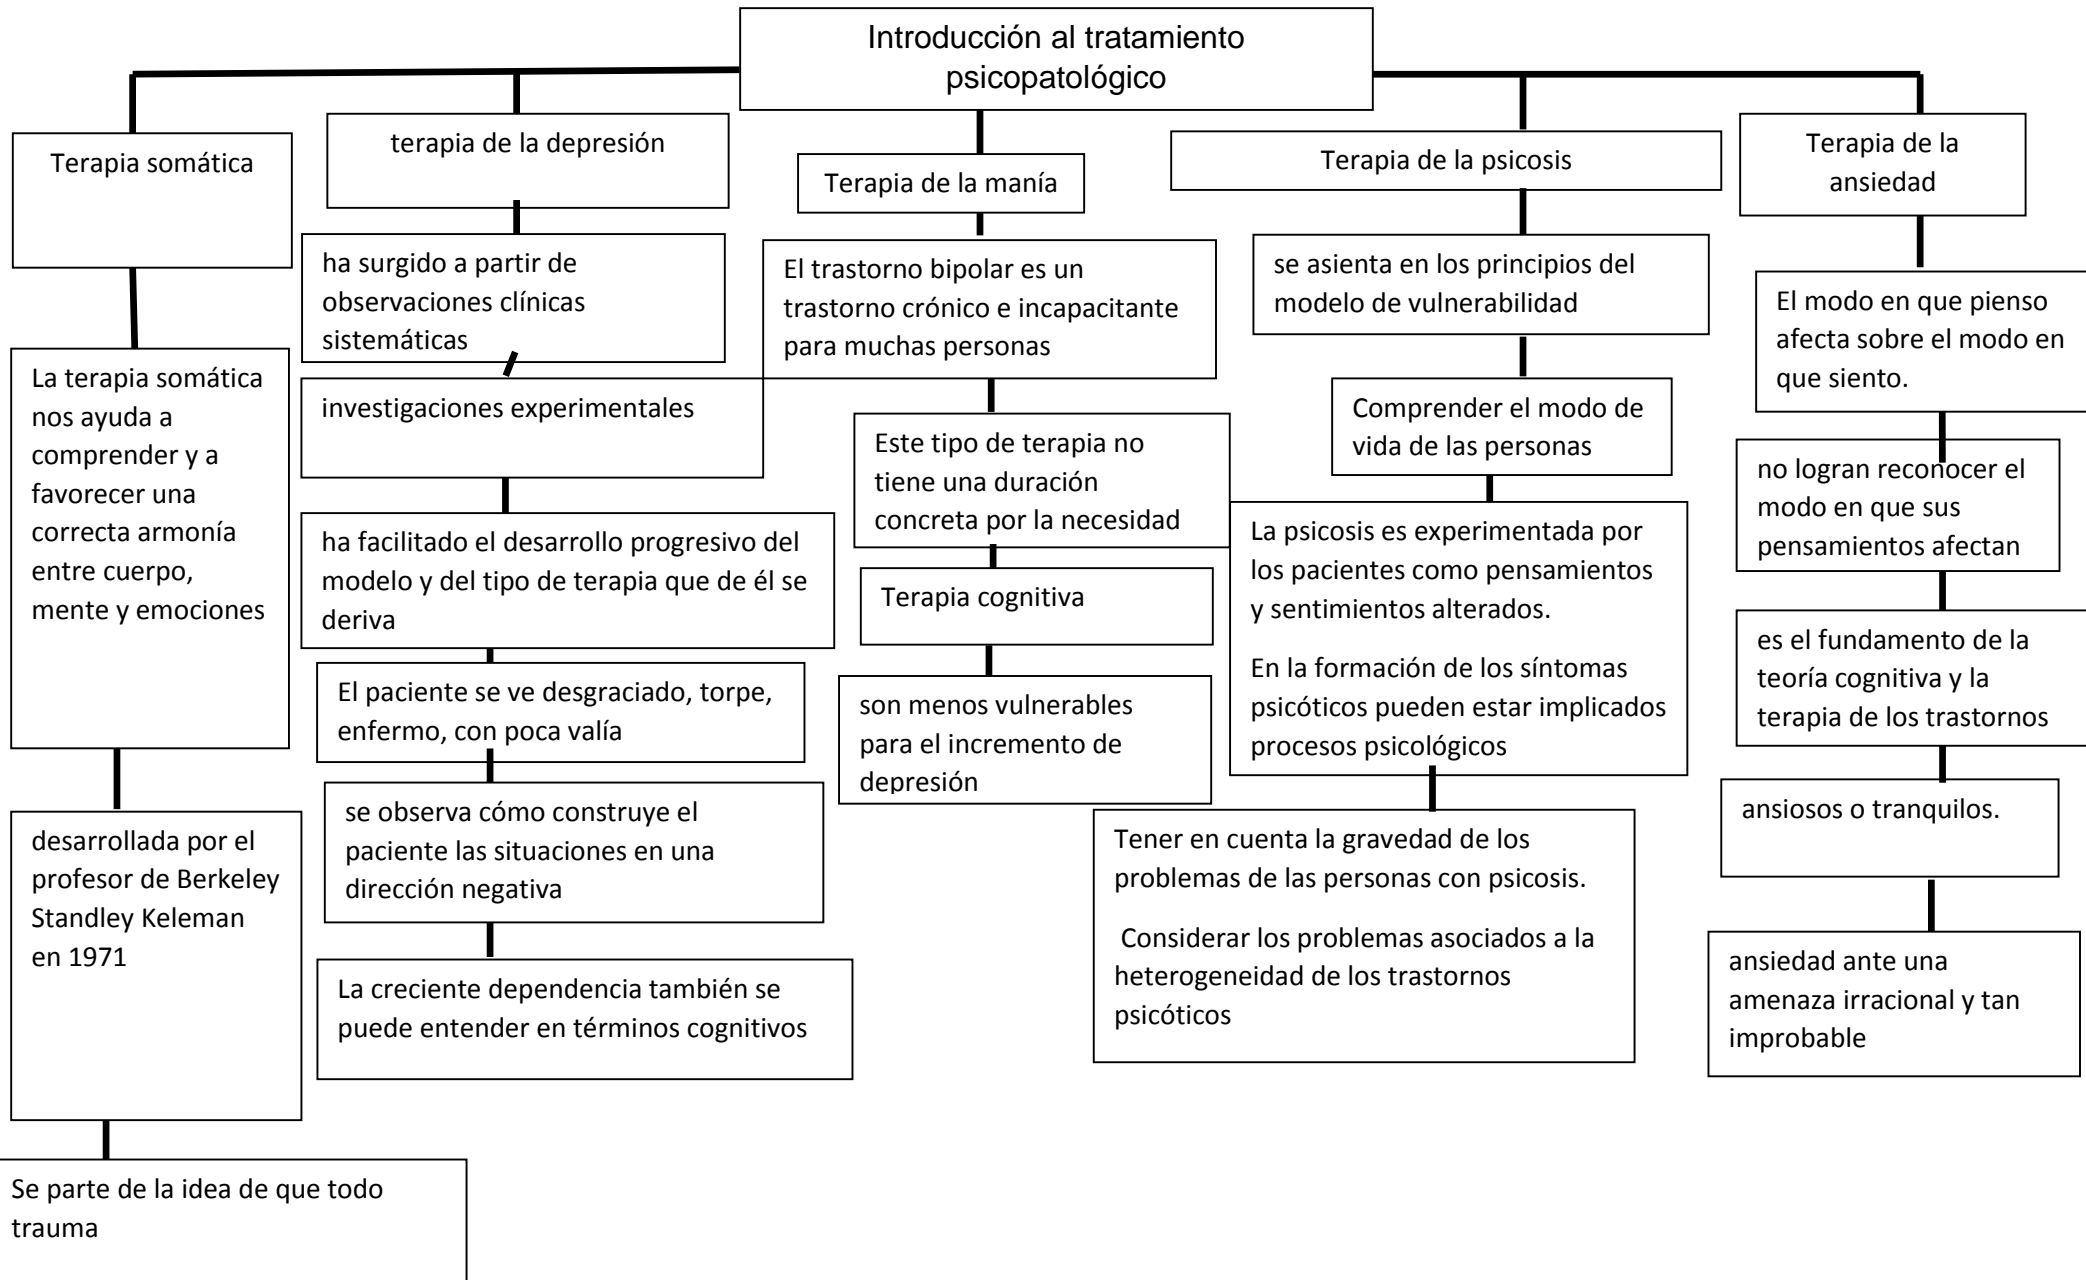 Introducción al tratamiento
psicopatológico
Terapia somática
La terapia somática
nos ayuda a
comprender y a
favorecer una
correcta armonía
entre cuerpo,
mente y emociones
desarrollada por el
profesor de Berkeley
Standley Keleman
en 1971
Se parte de la idea de que todo
trauma
terapia de la depresión
ha surgido a partir de
observaciones clínicas
sistemáticas
investigaciones experimentales
ha facilitado el desarrollo progresivo del
modelo y del tipo de terapia que de él se
deriva
El paciente se ve desgraciado, torpe,
enfermo, con poca valía
se observa cómo construye el
paciente las situaciones en una
dirección negativa
La creciente dependencia también se
puede entender en términos cognitivos
Terapia de la manía
El trastorno bipolar es un
trastorno crónico e incapacitante
para muchas personas
Este tipo de terapia no
tiene una duración
concreta por la necesidad
Terapia cognitiva
son menos vulnerables
para el incremento de
depresión
Terapia de la psicosis
se asienta en los principios del
modelo de vulnerabilidad
Comprender el modo de
vida de las personas
La psicosis es experimentada por
los pacientes como pensamientos
y sentimientos alterados.
En la formación de los síntomas
psicóticos pueden estar implicados
procesos psicológicos
Tener en cuenta la gravedad de los
problemas de las personas con psicosis.
Considerar los problemas asociados a la
heterogeneidad de los trastornos
psicóticos
Terapia de la
ansiedad
El modo en que pienso
afecta sobre el modo en
que siento.
no logran reconocer el
modo en que sus
pensamientos afectan
es el fundamento de la
teoría cognitiva y la
terapia de los trastornos
ansiosos o tranquilos.
ansiedad ante una
amenaza irracional y tan
improbable